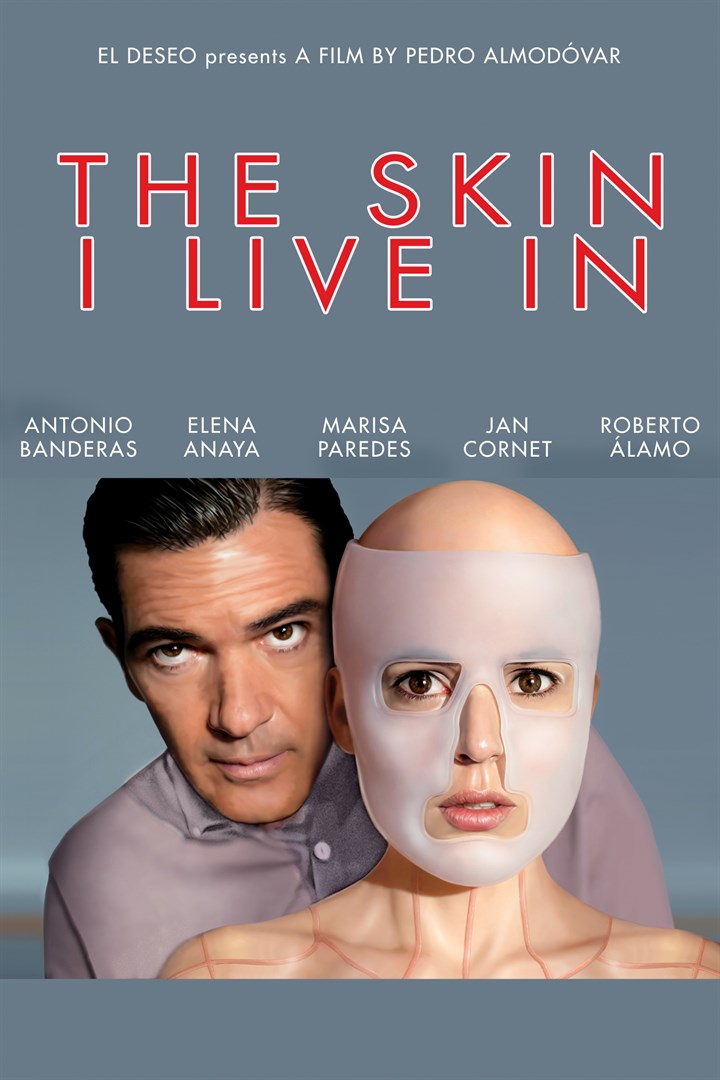 EL DESEO presents A FILM BY PEDRO ALMODÓVAR
THE SKIN
I LIVE IN
ANTONIO BANDERAS
ELENA ANAYA
MARISA PAREDES
JAN CORNET
ROBERTO ÁLAMO